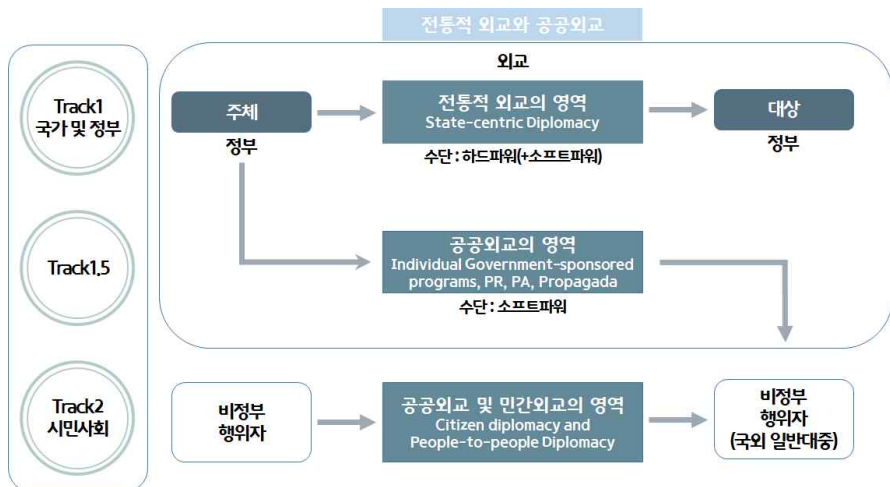 전통적 외교와 공공외교
외교
Track1
국가 및 정부
주체
정부
전통적 외교의 영역
State-centric Diplomacy
수단 : 하드파워(+소프트파워)
대상
정부
Track1.5
공공외교의 영역
Individual Government-sponsored
programs, PR, PA, Propagada
수단 : 소프트파워
Track2
시민사회
비정부
행위자
공공외교 및 민간외교의 영역
Citizen diplomacy and
People-to-people Diplomacy
비정부
행위자
(국외 일반대중)